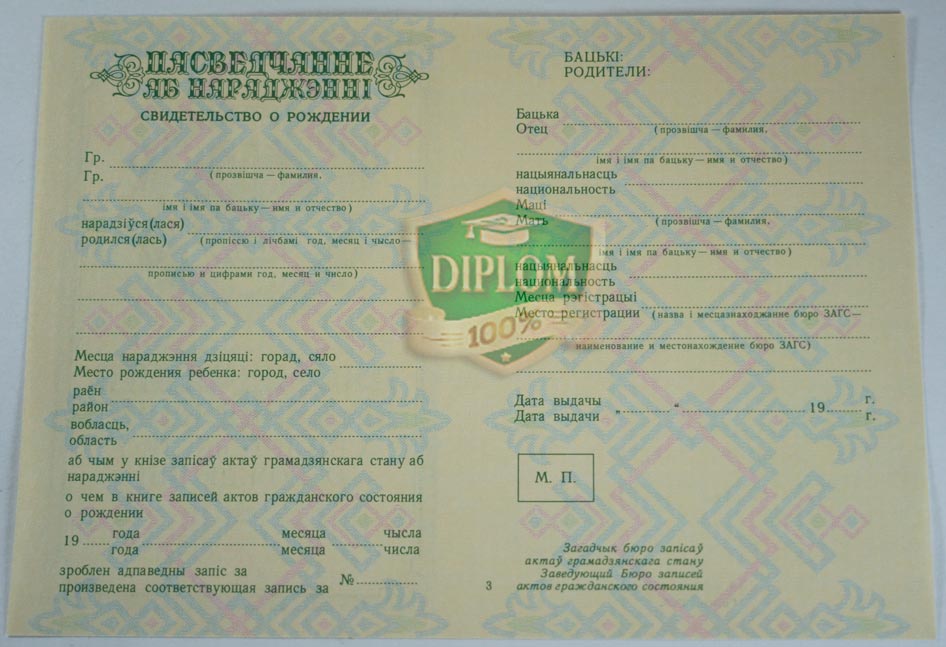 ПАСВЕДЧАННЕ
АБ НАРАДЖЭННІ
СВИДЕТЕЛЬСТВО О РОЖДЕНИИ
Гр.
Гр. (прозвішча—фамилия,
імя і імя па бацьку—имя и отчество)
нарадзіўся(лася)
родился(лась) (пропіссю і лічбамі год, месяц і чысло—
прописью и цифрами год, месяц и число)
Месца нараджэння дзіцяці: горад, сяло
Место рождения ребенка: город, село
раён
район
вобласць,
область
аб чым у кнізе запісаў актаў грамадзянскага стану аб
нараджэнні
о чем в книге записей актов гражданского состояния
о рождении
19 года месяца чысла
года месяца числа
зроблен адпаведны запіс за
произведена соответствующая запись за №
БАЦЬКІ:
РОДИТЕЛИ:
Бацька
Отец (прозвішча—фамилия,
імя і імя па бацьку—имя и отчество)
нацыянальнасць
национальность
Маці
Мать (прозвішча—фамилия,
імя і імя па бацьку—имя и отчество)
нацыянальнасць
национальность
Месца рэгістрацыі
Место регистрации (назва і месцазнаходжанне бюро ЗАГС—
наименование и местонахождение бюро ЗАГС)
Дата выдачы
Дата выдачи „ “ 19 г.
г.
М. П.
Загадчык бюро запісаў
актаў грамадзянскага стану
Заведующий Бюро записей
3 актов гражданского состояния
DIPLOM
100%